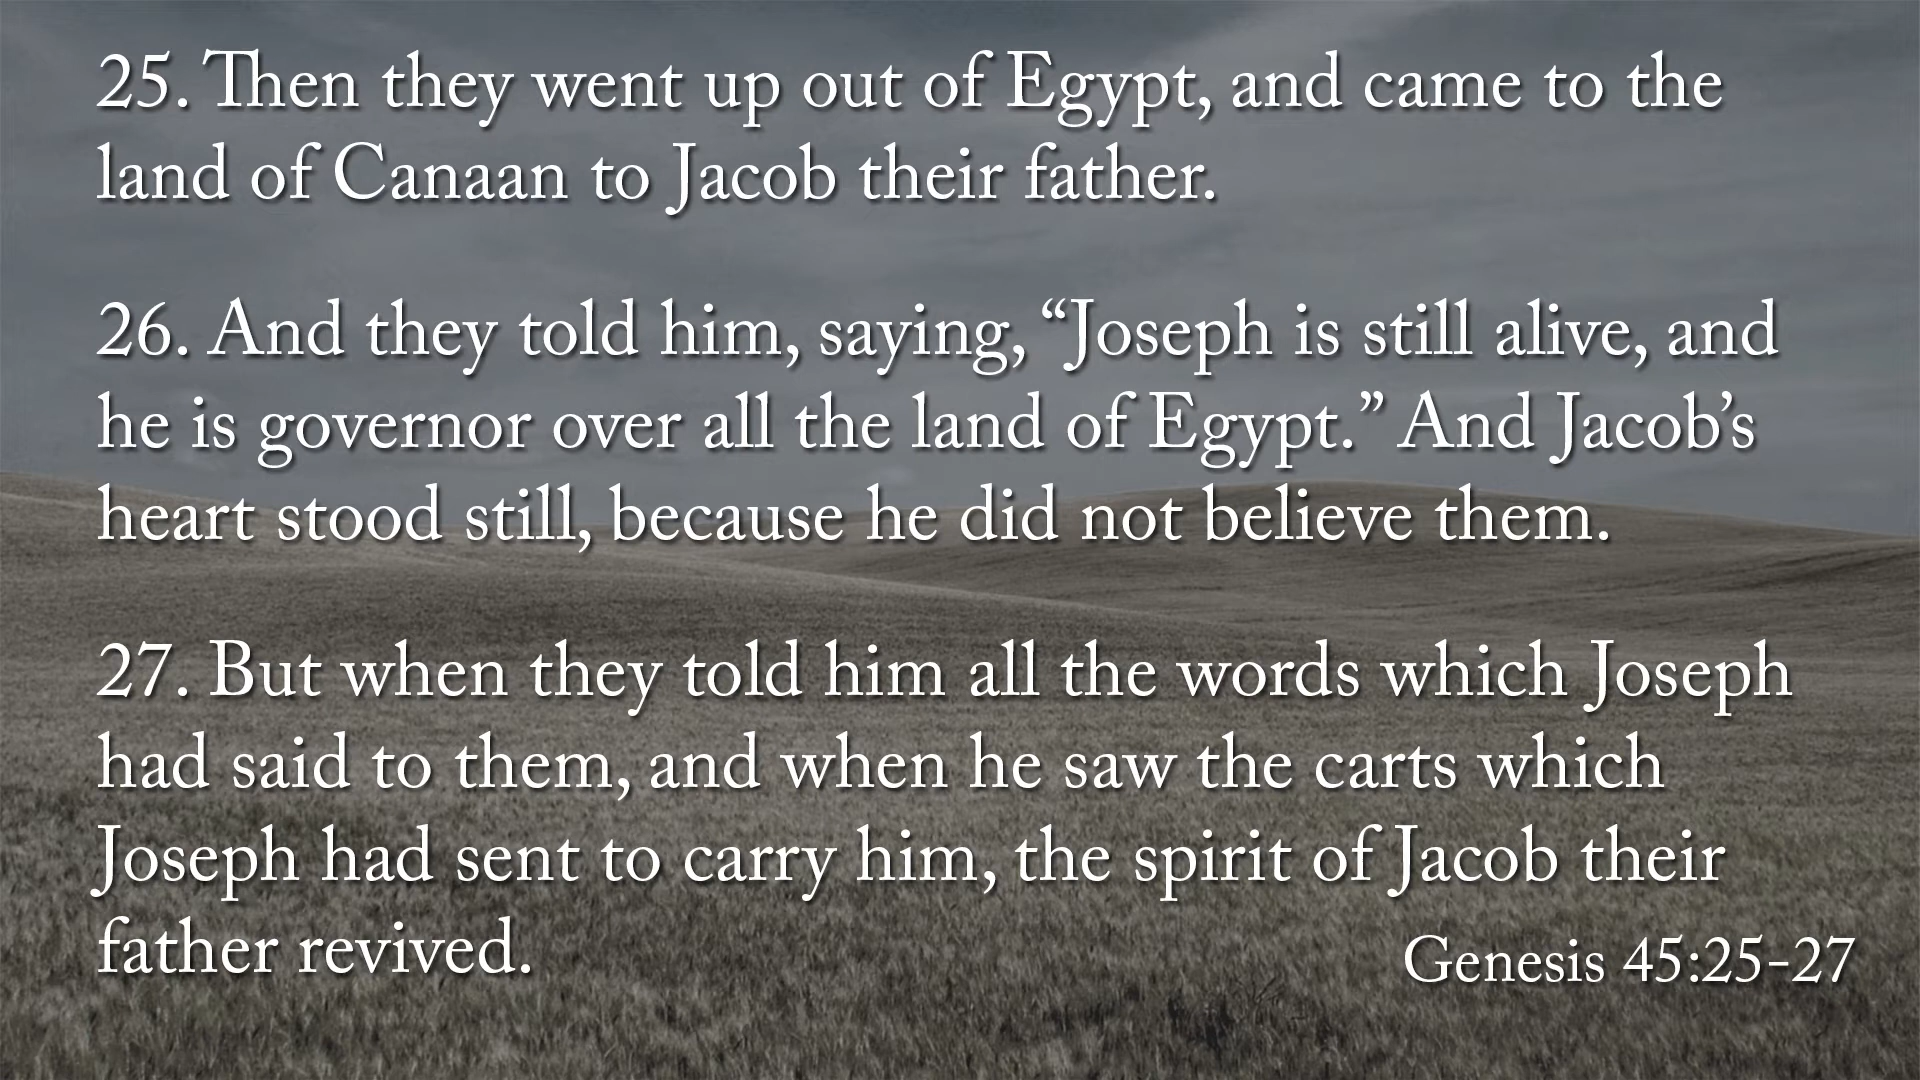 25. Then they went up out of Egypt, and came to the
land of Canaan to Jacob their father.
26. And they told him, saying, “Joseph is still alive, and
he is governor over all the land of Egypt.” And Jacob’s
heart stood still, because he did not believe them.
27. But when they told him all the words which Joseph
had said to them, and when he saw the carts which
Joseph had sent to carry him, the spirit of Jacob their
father revived.
Genesis 45:25-27